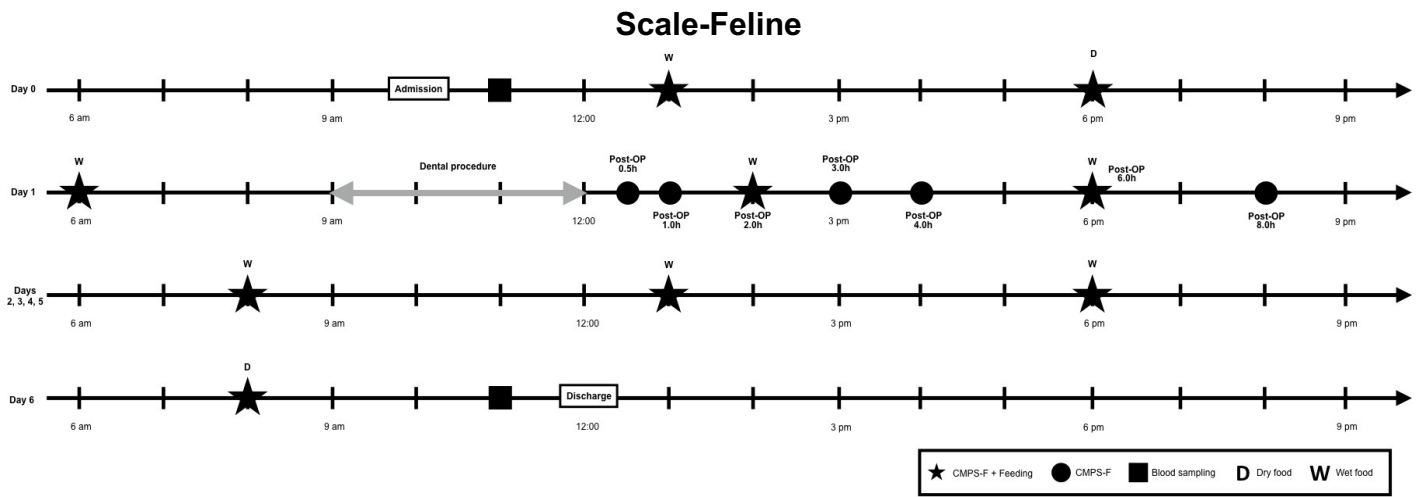 Scale-Feline
W D
Day 0 Admission
6 am 9 am 12:00 3 pm 6 pm 9 pm
W Dental procedure Post-OP 0.5h W Post-OP 3.0h W Post-OP 6.0h
Day 1
6 am 9 am 12:00 Post-OP 1.0h Post-OP 2.0h 3 pm Post-OP 4.0h 6 pm Post-OP 8.0h 9 pm
W W W
Days
2, 3, 4, 5
6 am 9 am 12:00 3 pm 6 pm 9 pm
D
Day 6 Discharge
6 am 9 am 12:00 3 pm 6 pm 9 pm
CMPS-F + Feeding CMPS-F Blood sampling D Dry food W Wet food